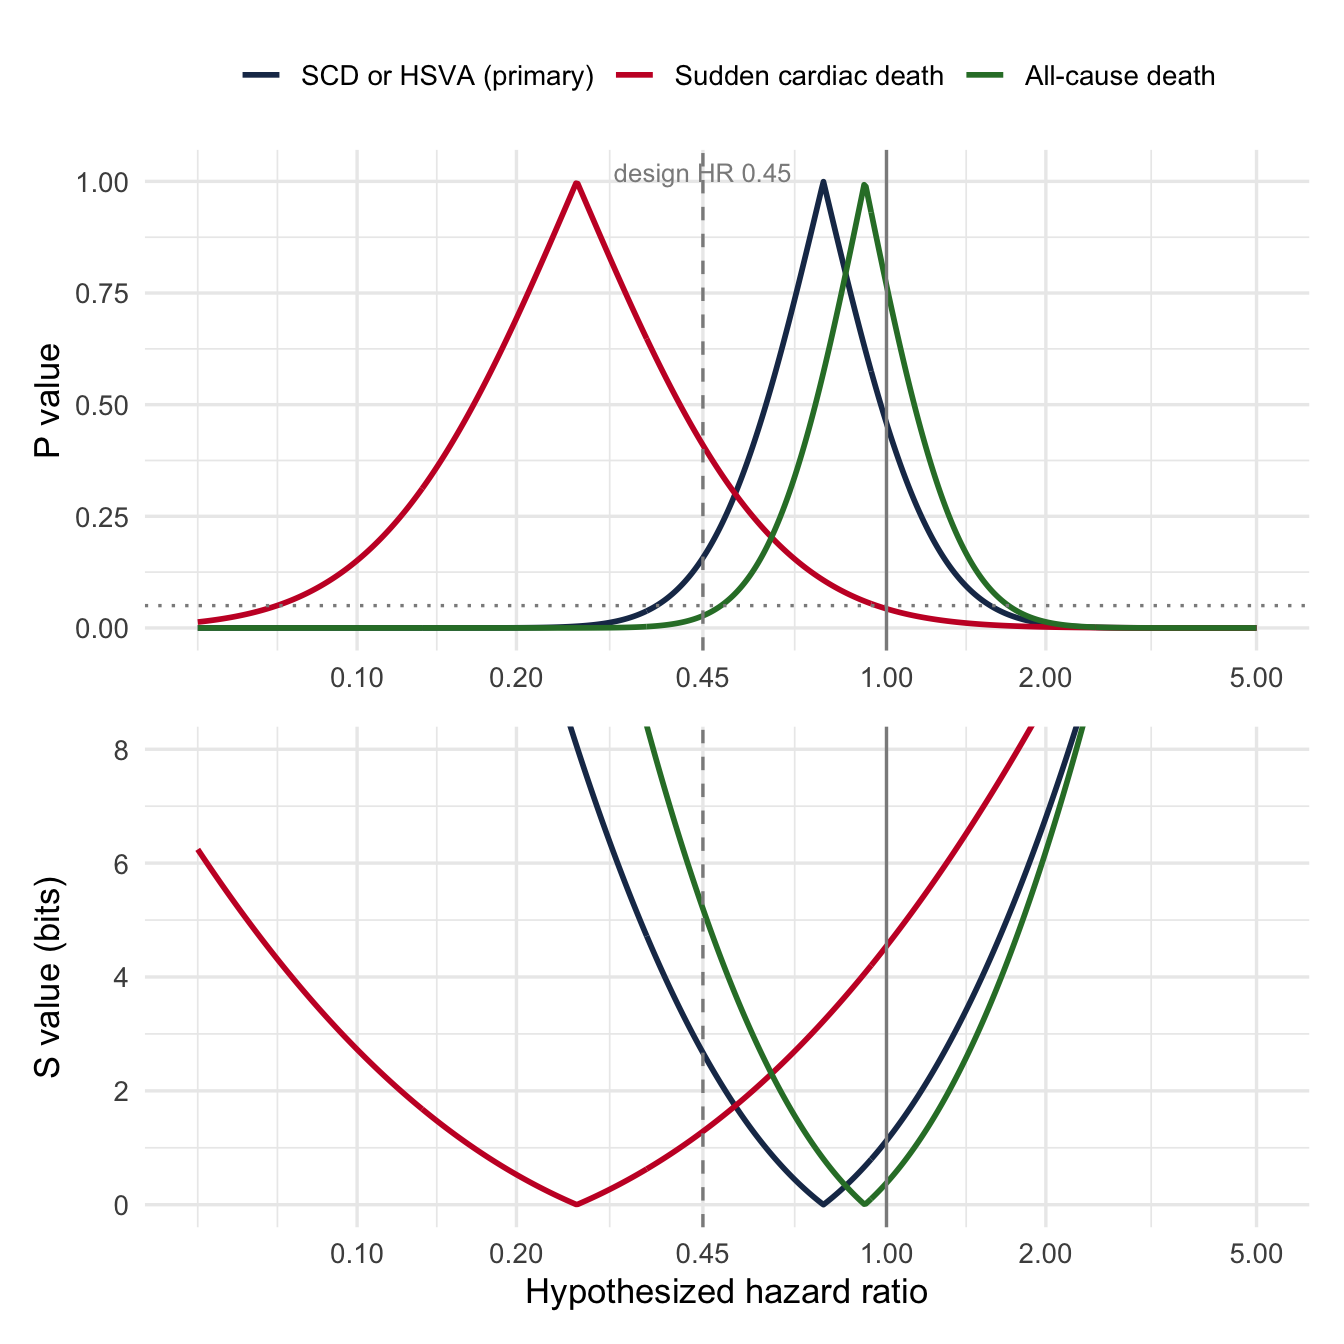 SCD or HSVA (primary) Sudden cardiac death All-cause death
design HR 0.45
P value
1.00
0.75
0.50
0.25
0.00
0.10 0.20 0.45 1.00 2.00 5.00
S value (bits)
8
6
4
2
0
0.10 0.20 0.45 1.00 2.00 5.00
Hypothesized hazard ratio